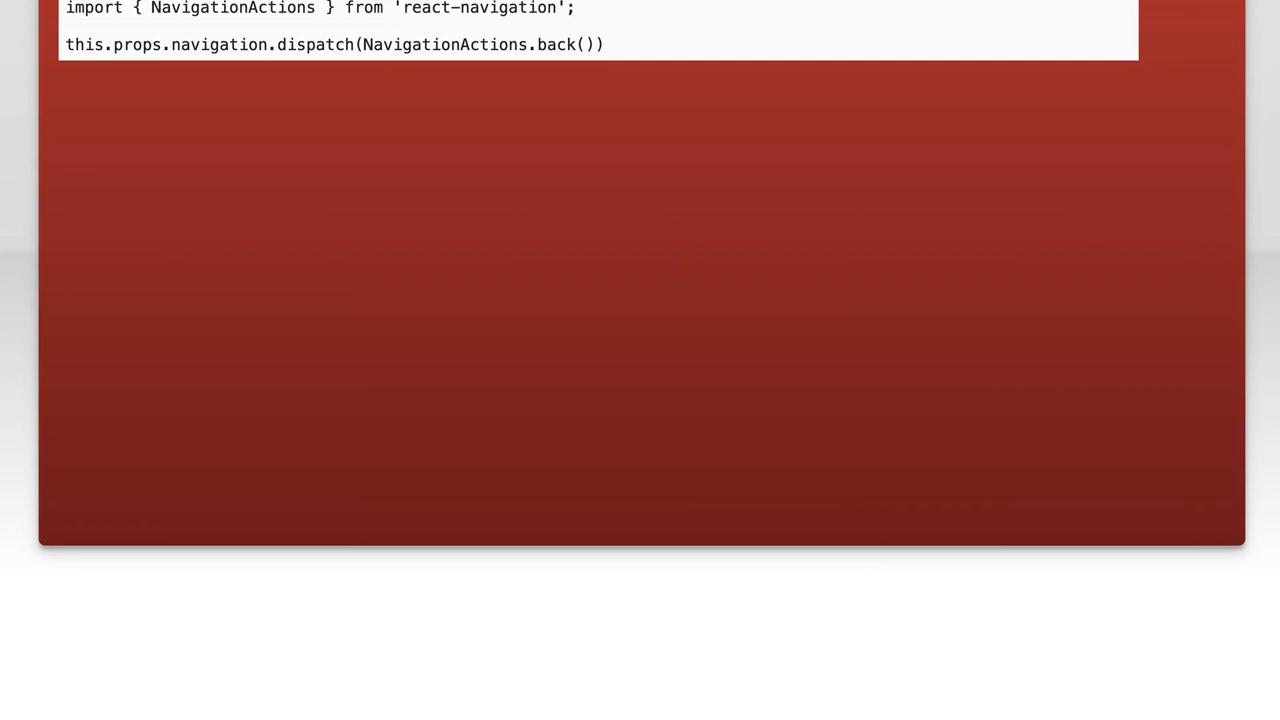 import { NavigationActions } from 'react-navigation';
this.props.navigation.dispatch(NavigationActions.back())